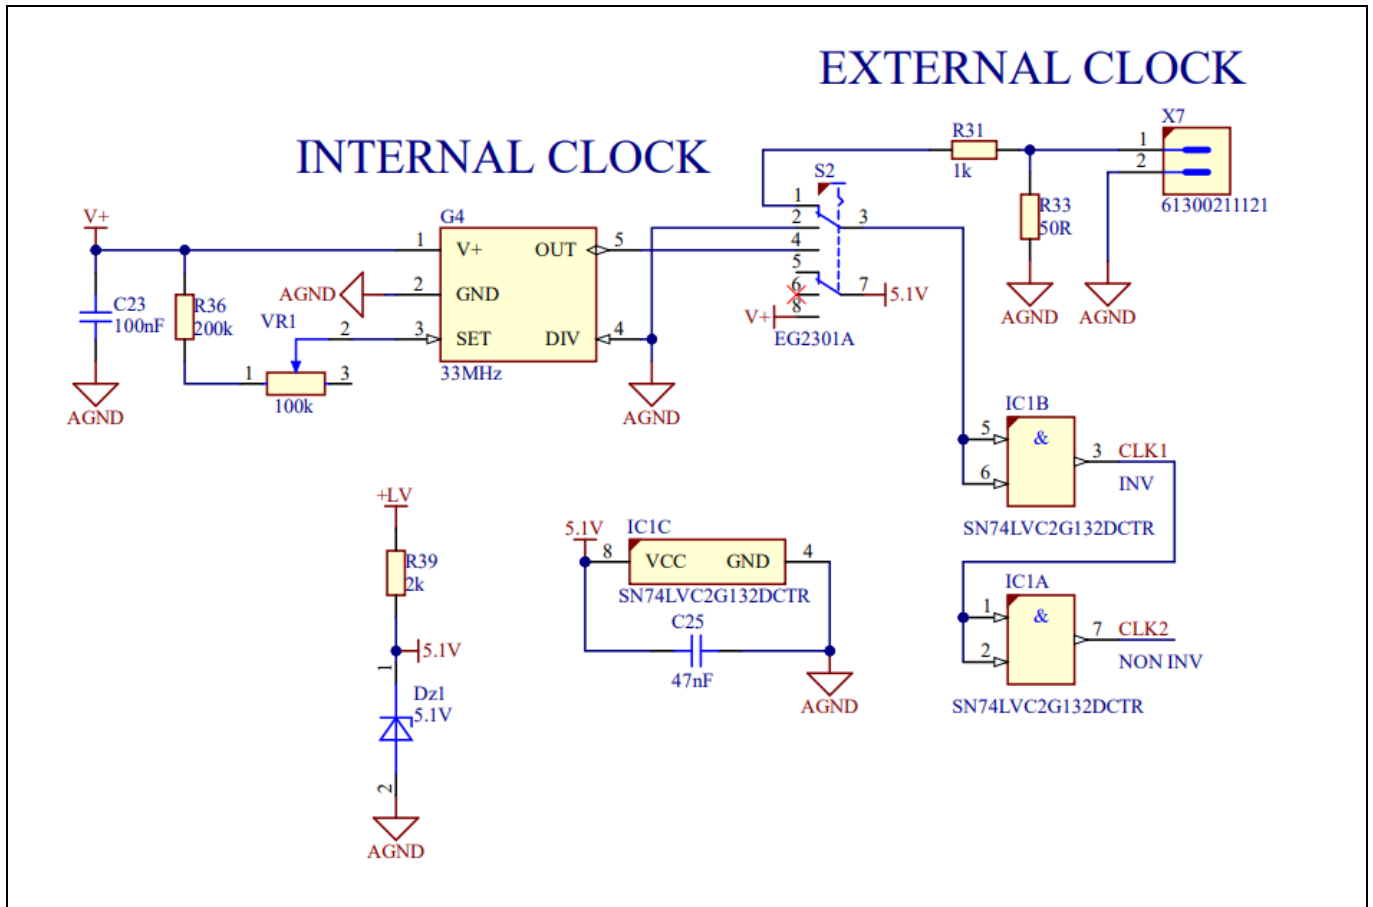 EXTERNAL CLOCK
INTERNAL CLOCK
V+
C23
100nF
AGND
R36
200k
VR1
1
2
3
100k
AGND
G4
1
V+
2
GND
3
SET
OUT
5
DIV
4
33MHz
AGND
S2
1
2
3
4
5
6
7
8
5.1V
V+
EG2301A
R31
1k
R33
50R
AGND
AGND
X7
1
2
61300211121
IC1B
5
6
&
3
CLK1
INV
SN74LVC2G132DCTR
IC1A
1
2
&
7
CLK2
NON INV
SN74LVC2G132DCTR
+LV
R39
2k
5.1V
1
Dz1
5.1V
2
AGND
5.1V
IC1C
8
VCC
GND
4
SN74LVC2G132DCTR
C25
47nF
AGND